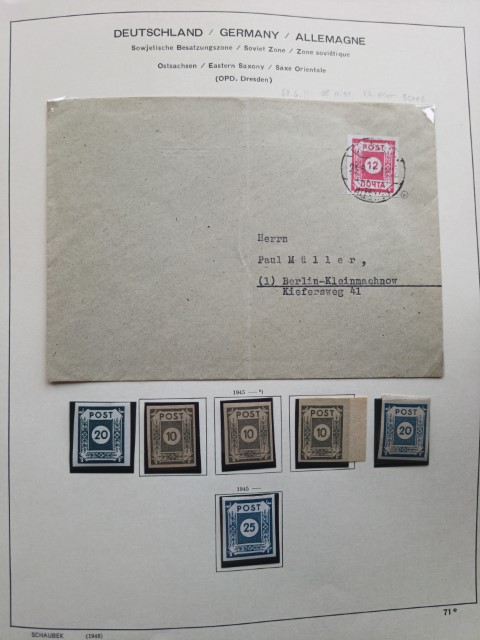 DEUTSCHLAND / GERMANY / ALLEMAGNE
Sowjetische Besatzungszone / Soviet Zone / Zone soviétique
Ostsachsen / Eastern Saxony / Saxe Orientale
(OPD: Dresden)
POST
12
ПОЧТА
Herrn
Paul Müller,
(1) Berlin-Kleinmachnow
Kiefersweg 41
1945 — *)
POST
20
POST
10
POST
10
POST
10
POST
20
1945 —
POST
25
SCHAUBEK (1948)
71*